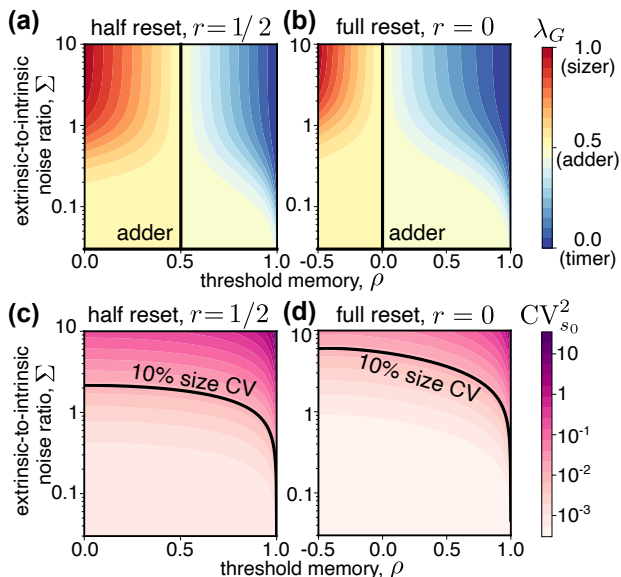 (a) half reset, r = 1/2
(b) full reset, r = 0
λ_G
extrinsic-to-intrinsic
noise ratio, Σ
10
1
0.1
adder
0.0
0.5
1.0
adder
-0.5
0.0
0.5
1.0
threshold memory, ρ
1.0
(sizer)
0.5
(adder)
0.0
(timer)
(c) half reset, r = 1/2
(d) full reset, r = 0
CV²_{s₀}
extrinsic-to-intrinsic
noise ratio, Σ
10
1
0.1
10% size CV
0.0
0.5
1.0
10
1
0.1
10% size CV
-0.5
0.0
0.5
1.0
threshold memory, ρ
10
1
10⁻¹
10⁻²
10⁻³